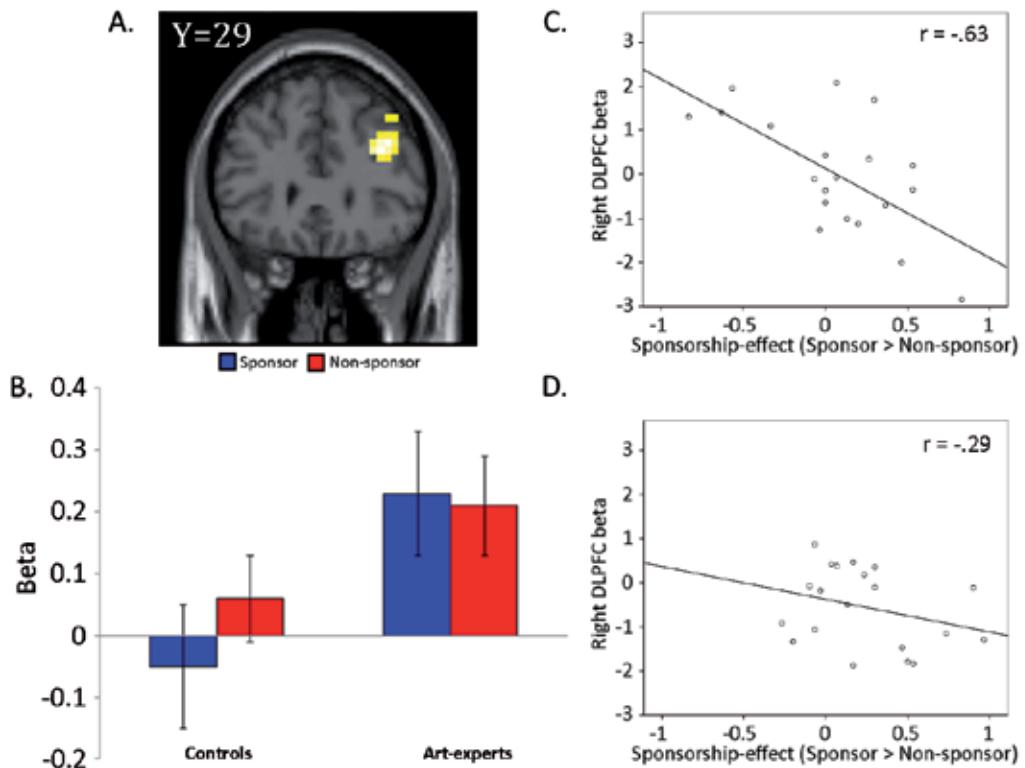 A.
Y=29
Sponsor Non-sponsor
B.
0.4
0.3
0.2
0.1
0
-0.1
-0.2
Beta
Controls Art-experts
C.
r = -.63
3
2
1
0
-1
-2
-3
Right DLPFC beta
-1 -0.5 0 0.5 1
Sponsorship-effect (Sponsor > Non-sponsor)
D.
r = -.29
3
2
1
0
-1
-2
-3
Right DLPFC beta
-1 -0.5 0 0.5 1
Sponsorship-effect (Sponsor > Non-sponsor)